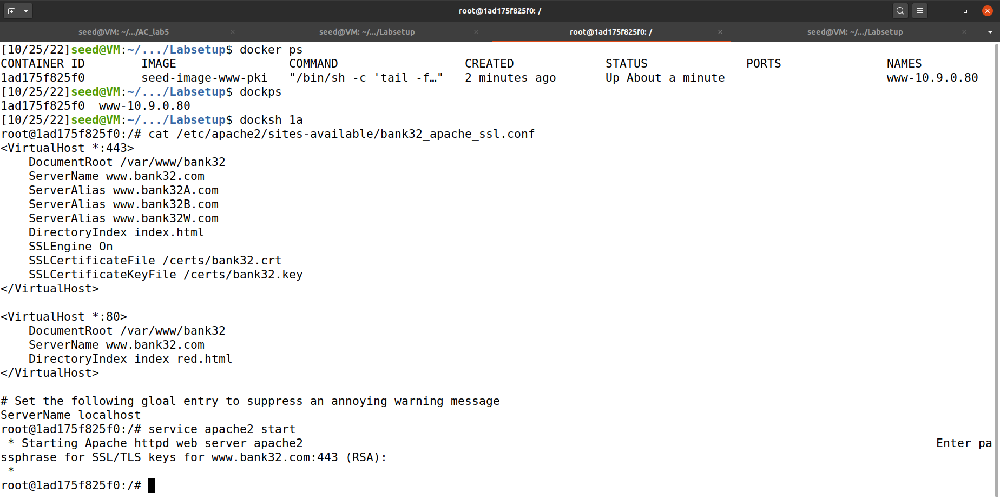 root@1ad175f825f0: /
seed@VM: ~/.../AC_lab5 seed@VM: ~/.../Labsetup root@1ad175f825f0: / seed@VM: ~/.../Labsetup
[10/25/22]seed@VM:~/.../Labsetup$ docker ps
CONTAINER ID IMAGE COMMAND CREATED STATUS PORTS NAMES
1ad175f825f0 seed-image-www-pki "/bin/sh -c 'tail -f…" 2 minutes ago Up About a minute www-10.9.0.80
[10/25/22]seed@VM:~/.../Labsetup$ dockps
1ad175f825f0 www-10.9.0.80
[10/25/22]seed@VM:~/.../Labsetup$ docksh 1a
root@1ad175f825f0:/# cat /etc/apache2/sites-available/bank32_apache_ssl.conf
<VirtualHost *:443>
DocumentRoot /var/www/bank32
ServerName www.bank32.com
ServerAlias www.bank32A.com
ServerAlias www.bank32B.com
ServerAlias www.bank32W.com
DirectoryIndex index.html
SSLEngine On
SSLCertificateFile /certs/bank32.crt
SSLCertificateKeyFile /certs/bank32.key
</VirtualHost>
<VirtualHost *:80>
DocumentRoot /var/www/bank32
ServerName www.bank32.com
DirectoryIndex index_red.html
</VirtualHost>
# Set the following gloal entry to suppress an annoying warning message
ServerName localhost
root@1ad175f825f0:/# service apache2 start
* Starting Apache httpd web server apache2 Enter pa
ssphrase for SSL/TLS keys for www.bank32.com:443 (RSA):
*
root@1ad175f825f0:/#